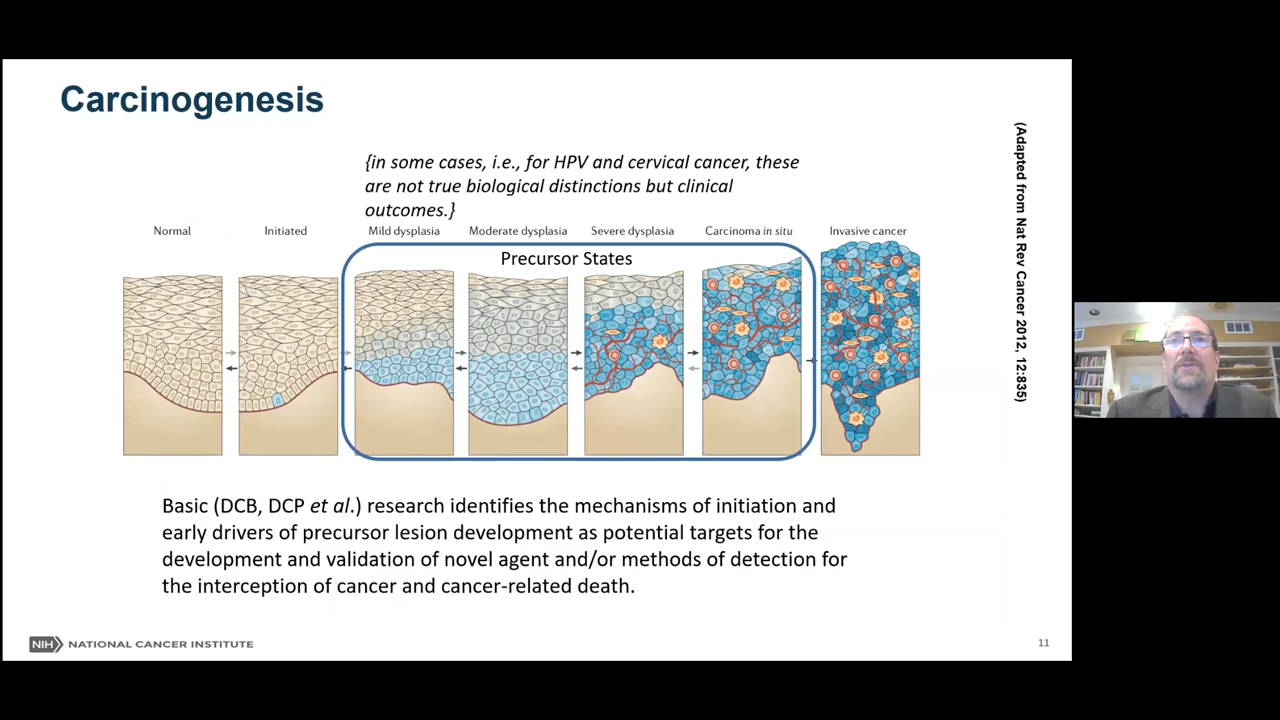 Carcinogenesis
{in some cases, i.e., for HPV and cervical cancer, these
are not true biological distinctions but clinical
outcomes.}
Normal
Initiated
Mild dysplasia
Moderate dysplasia
Severe dysplasia
Carcinoma in situ
Invasive cancer
Precursor States
(Adapted from Nat Rev Cancer 2012, 12:835)
Basic (DCB, DCP et al.) research identifies the mechanisms of initiation and
early drivers of precursor lesion development as potential targets for the
development and validation of novel agent and/or methods of detection for
the interception of cancer and cancer-related death.
NIH NATIONAL CANCER INSTITUTE
11